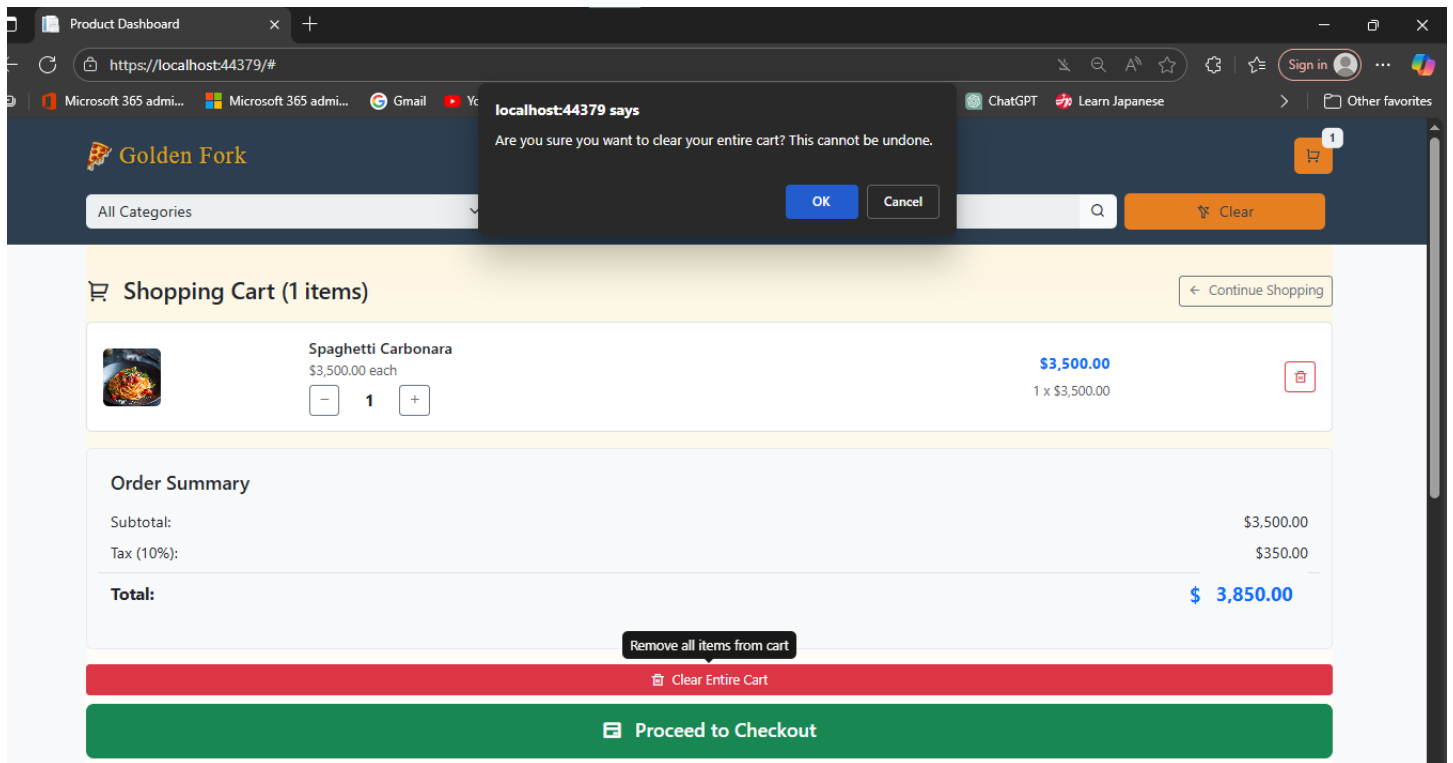 Product Dashboard
https://localhost:44379/#
Sign in
Microsoft 365 admi...
Microsoft 365 admi...
Gmail
ChatGPT
Learn Japanese
Other favorites
localhost:44379 says
Are you sure you want to clear your entire cart? This cannot be undone.
OK
Cancel
Golden Fork
1
All Categories
Clear
Shopping Cart (1 items)
← Continue Shopping
Spaghetti Carbonara
$3,500.00 each
− 1 +
$3,500.00
1 x $3,500.00
Order Summary
Subtotal:
$3,500.00
Tax (10%):
$350.00
Total:
$ 3,850.00
Remove all items from cart
Clear Entire Cart
Proceed to Checkout